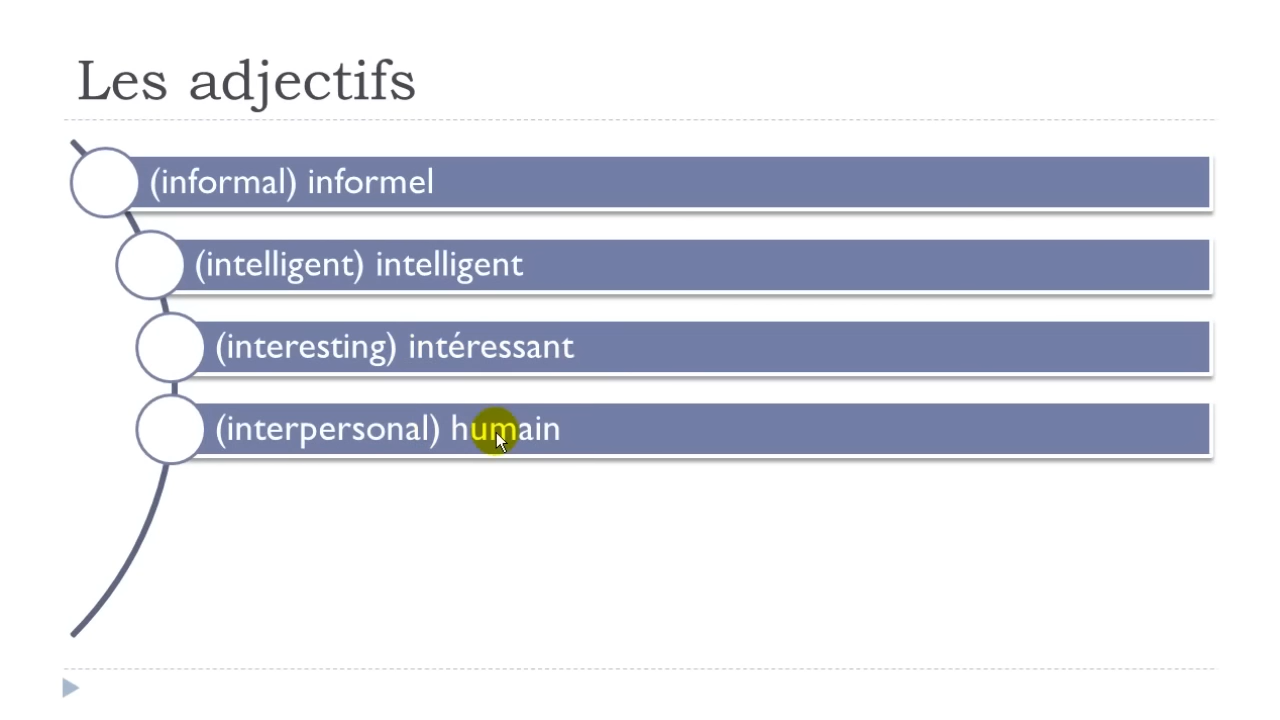 Les adjectifs
(informal) informel
(intelligent) intelligent
(interesting) intéressant
(interpersonal) humain